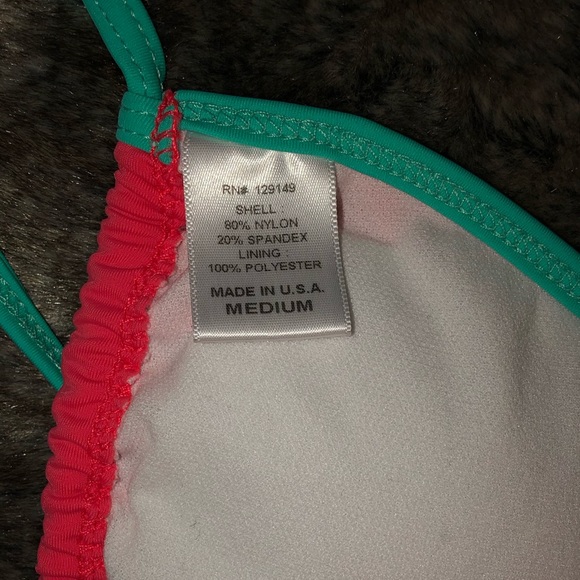 RN# 129149
SHELL :
80% NYLON
20% SPANDEX
LINING :
100% POLYESTER
MADE IN U.S.A.
MEDIUM